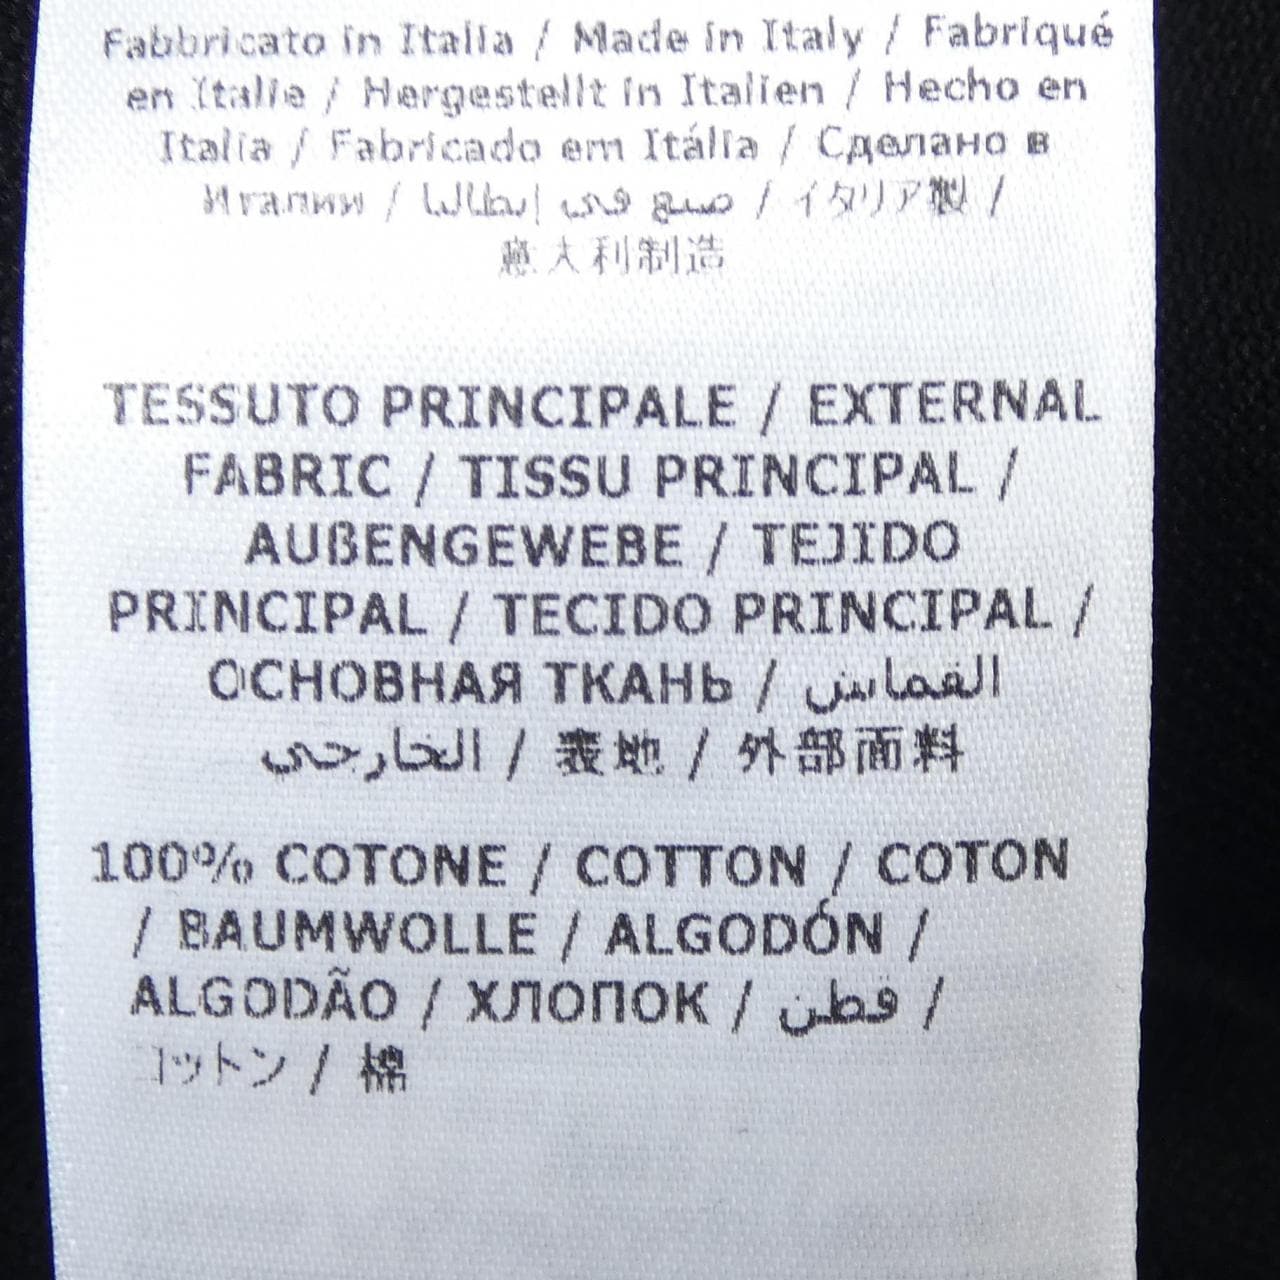 Fabbricato in Italia / Made in Italy / Fabriqué
en Italie / Hergestellt in Italien / Hecho en
Italia / Fabricado em Itália / Сделано в
Италии / صنع في إيطاليا / イタリア製 /
意大利制造
TESSUTO PRINCIPALE / EXTERNAL
FABRIC / TISSU PRINCIPAL /
AUßENGEWEBE / TEJIDO
PRINCIPAL / TECIDO PRINCIPAL /
ОСНОВНАЯ ТКАНЬ / القماش
الخارجي / 表地 / 外部面料
100% COTONE / COTTON / COTON
/ BAUMWOLLE / ALGODÓN /
ALGODÃO / ХЛОПОК / قطن /
コットン / 棉